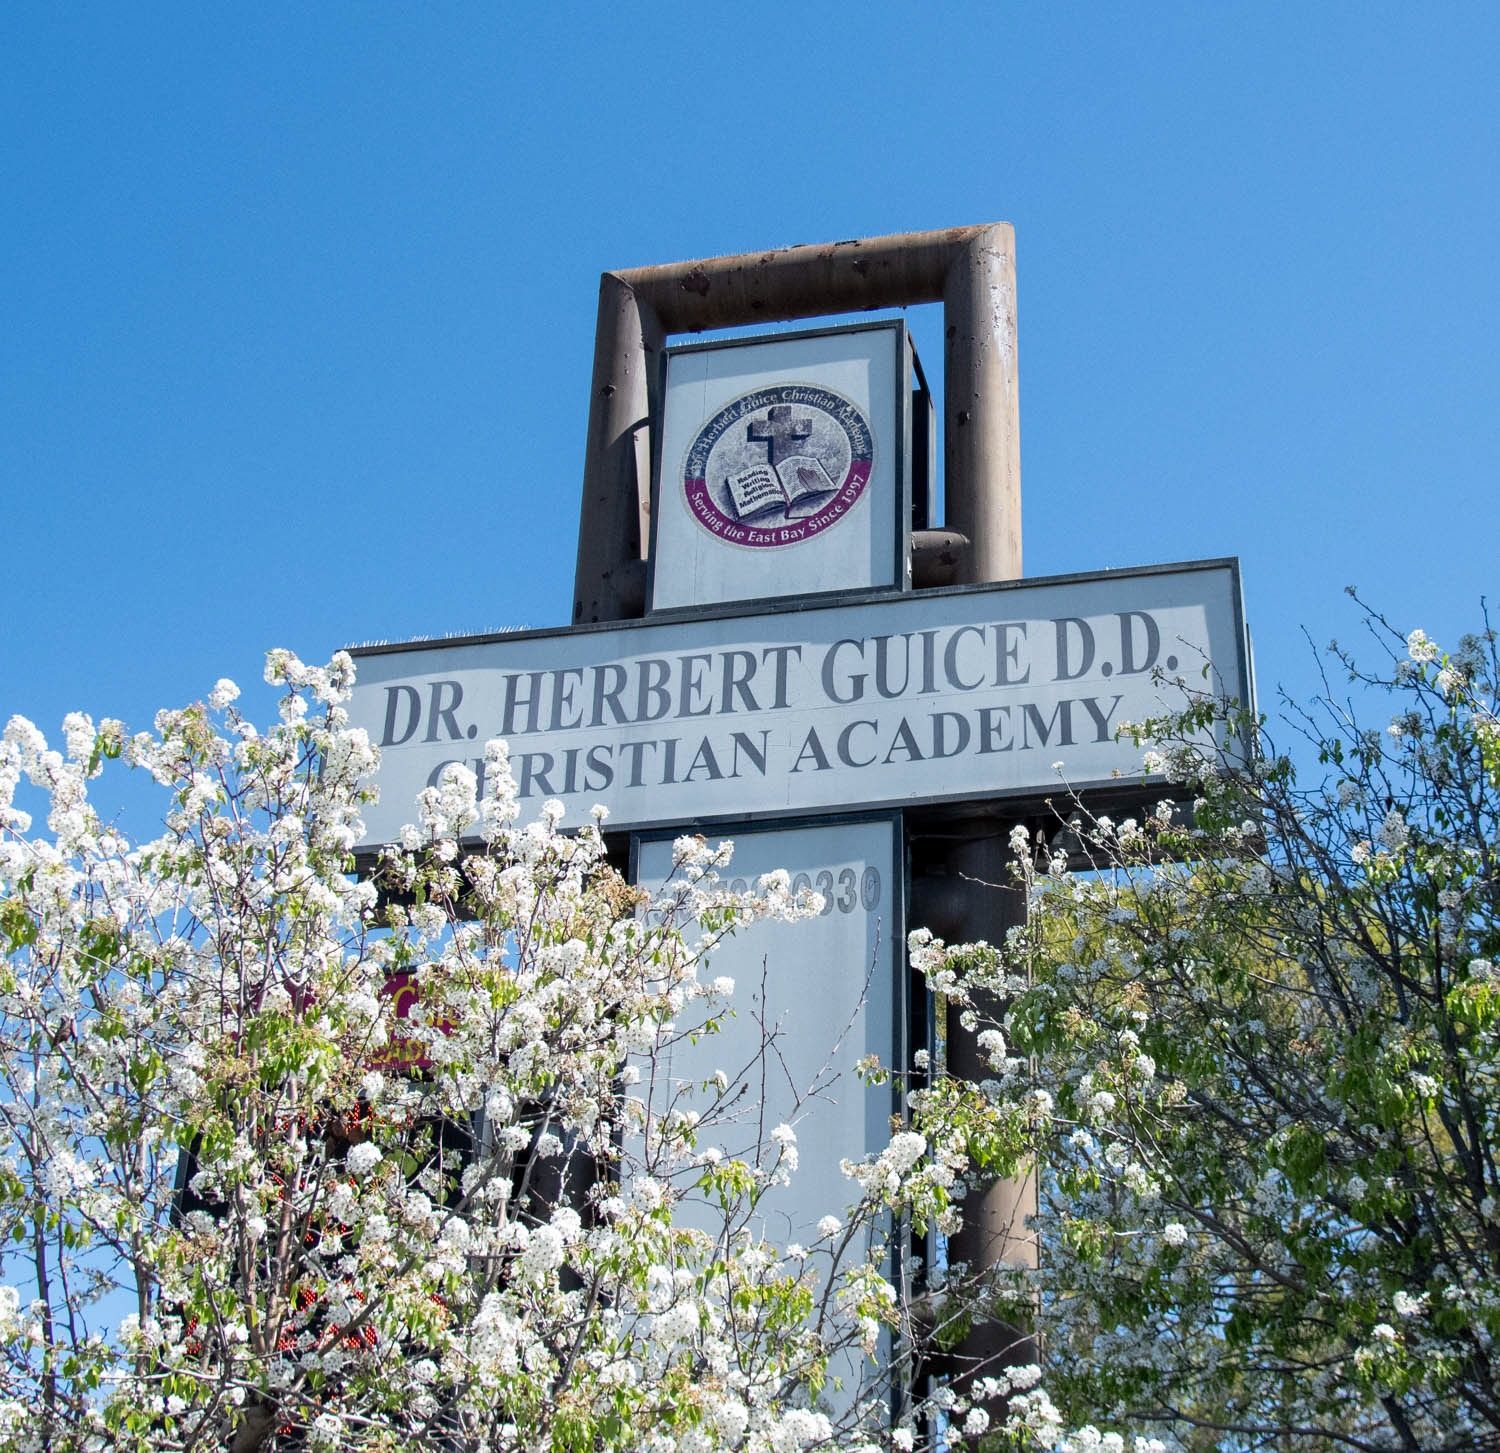 Dr. Herbert Guice Christian Academy
Reading
Writing
Religion
Mathematics
Serving the East Bay Since 1997
DR. HERBERT GUICE D.D.
CHRISTIAN ACADEMY